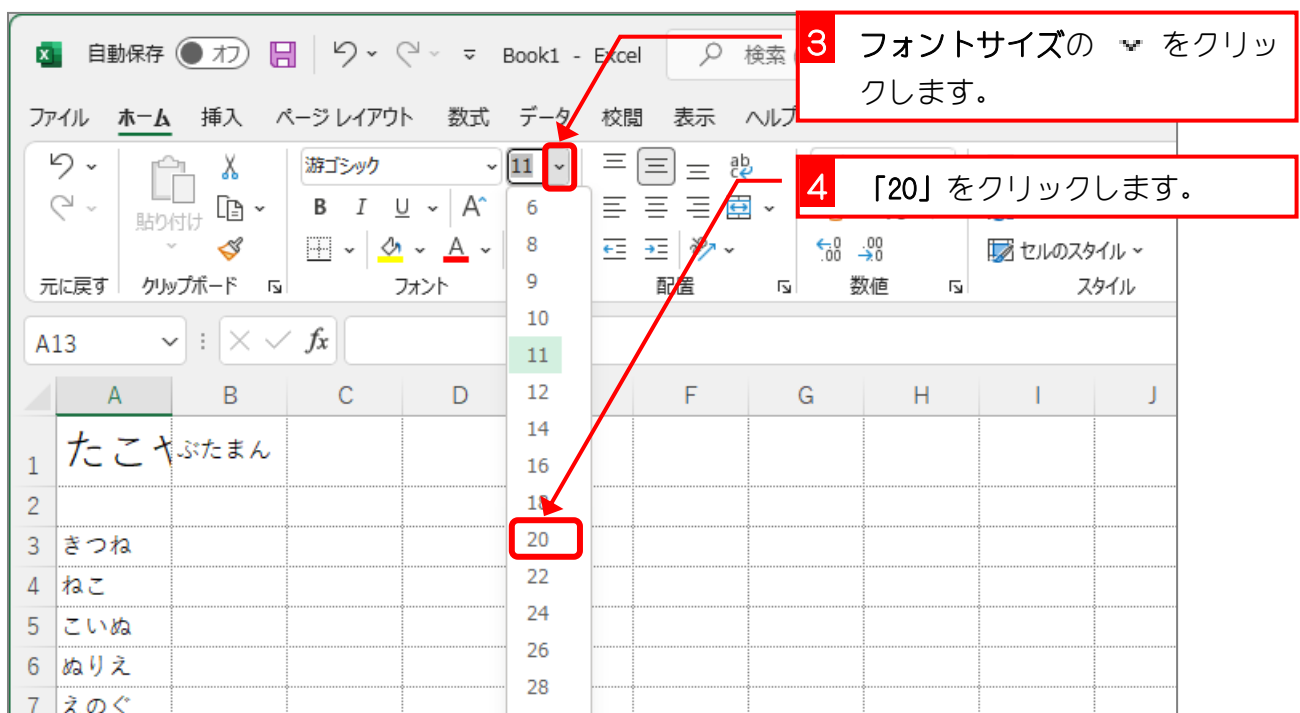 自動保存 オフ Book1 - Excel 検索
3 フォントサイズの をクリッ
クします。
ファイル ホーム 挿入 ページ レイアウト 数式 データ 校閲 表示 ヘルプ
游ゴシック 11
4 「20」をクリックします。
貼り付け
B I U A
A
ab
セルのスタイル
元に戻す クリップボード フォント 配置 数値 スタイル
A13 fx
6
8
9
10
11
12
14
16
18
20
22
24
26
28
A B C D F G H I J
1 たこ ぶたまん
2
3 きつね
4 ねこ
5 こいぬ
6 ぬりえ
7 えのぐ